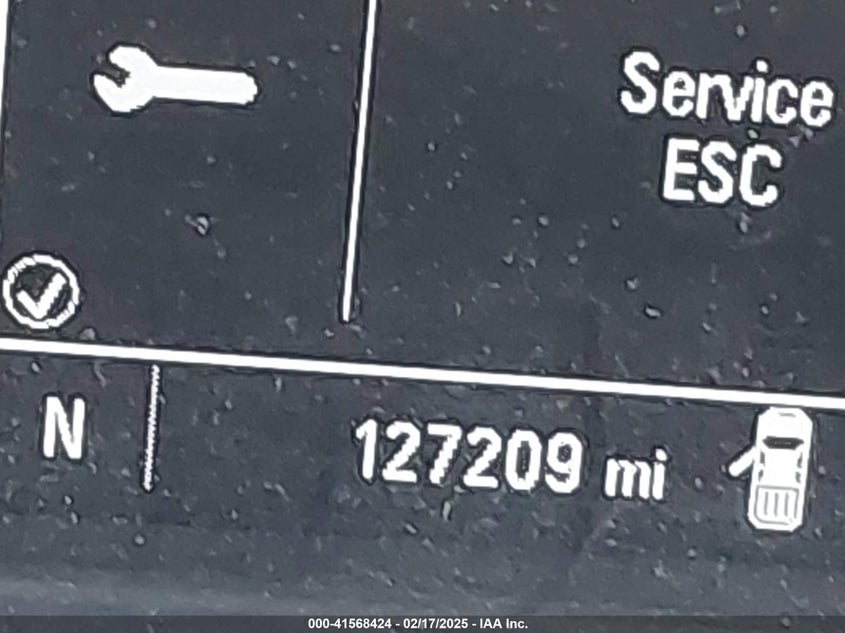 Service
ESC
N
127209 mi
000-41568424 - 02/17/2025 - IAA Inc.